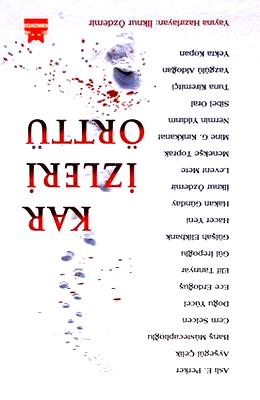 Aslı E. Perker
Ayşegül Çelik
Barış Müstecaplıoğlu
Cem Selcen
Doğu Yücel
Ece Erdoğuş
Elif Tanrıyar
Gül İrepoğlu
Gülşah Elikbank
Hacer Yeni
Hakan Günday
İlknur Özdemir
Levent Mete
Menekşe Toprak
Mine G. Kırıkkanat
Nermin Yıldırım
Sibel Oral
Tuna Kiremitçi
Yazgülü Aldoğan
Yekta Kopan
KAR
İZLERİ
ÖRTTÜ
Yayına Hazırlayan: İlknur Özdemir